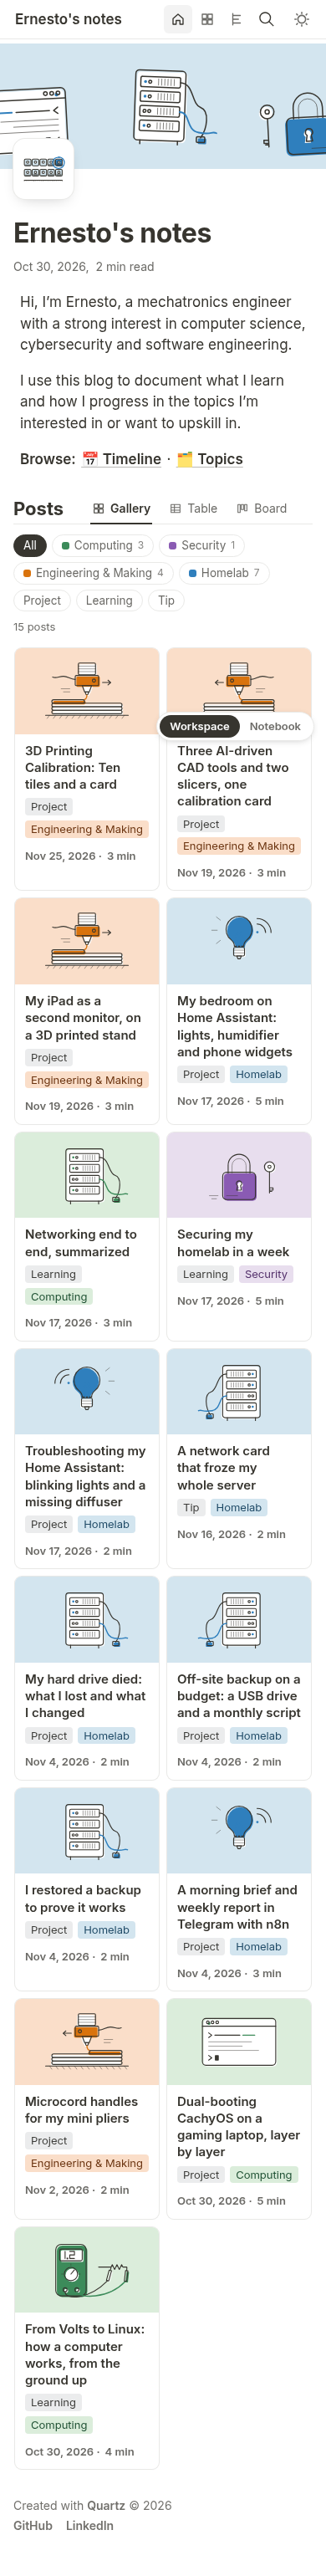 Ernesto's notes
Ernesto's notes
Oct 30, 2026, 2 min read
Hi, I’m Ernesto, a mechatronics engineer
with a strong interest in computer science,
cybersecurity and software engineering.
I use this blog to document what I learn
and how I progress in the topics I’m
interested in or want to upskill in.
Browse: 📅 Timeline · 🗂️ Topics
Posts Gallery Table Board
All Computing 3 Security 1
Engineering & Making 4 Homelab 7
Project Learning Tip
15 posts
Workspace Notebook
3D Printing
Calibration: Ten
tiles and a card
Project
Engineering & Making
Nov 25, 2026 · 3 min
Three AI-driven
CAD tools and two
slicers, one
calibration card
Project
Engineering & Making
Nov 19, 2026 · 3 min
My iPad as a
second monitor, on
a 3D printed stand
Project
Engineering & Making
Nov 19, 2026 · 3 min
My bedroom on
Home Assistant:
lights, humidifier
and phone widgets
Project Homelab
Nov 17, 2026 · 5 min
Networking end to
end, summarized
Learning
Computing
Nov 17, 2026 · 3 min
Securing my
homelab in a week
Learning Security
Nov 17, 2026 · 5 min
Troubleshooting my
Home Assistant:
blinking lights and a
missing diffuser
Project Homelab
Nov 17, 2026 · 2 min
A network card
that froze my
whole server
Tip Homelab
Nov 16, 2026 · 2 min
My hard drive died:
what I lost and what
I changed
Project Homelab
Nov 4, 2026 · 2 min
Off-site backup on a
budget: a USB drive
and a monthly script
Project Homelab
Nov 4, 2026 · 2 min
I restored a backup
to prove it works
Project Homelab
Nov 4, 2026 · 2 min
A morning brief and
weekly report in
Telegram with n8n
Project Homelab
Nov 4, 2026 · 3 min
Microcord handles
for my mini pliers
Project
Engineering & Making
Nov 2, 2026 · 2 min
Dual-booting
CachyOS on a
gaming laptop, layer
by layer
Project Computing
Oct 30, 2026 · 5 min
1.2
From Volts to Linux:
how a computer
works, from the
ground up
Learning
Computing
Oct 30, 2026 · 4 min
Created with Quartz © 2026
GitHub LinkedIn